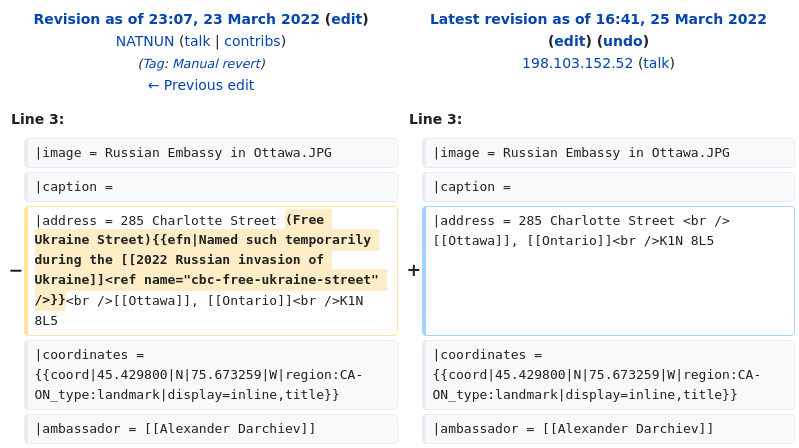 Revision as of 23:07, 23 March 2022 (edit)
NATNUN (talk | contribs)
(Tag: Manual revert)
← Previous edit
Latest revision as of 16:41, 25 March 2022
(edit) (undo)
198.103.152.52 (talk)
Line 3:
Line 3:
|image = Russian Embassy in Ottawa.JPG
|image = Russian Embassy in Ottawa.JPG
|caption =
|caption =
−
|address = 285 Charlotte Street (Free
Ukraine Street){{efn|Named such temporarily
during the [[2022 Russian invasion of
Ukraine]]<ref name="cbc-free-ukraine-street"
/>}}<br />[[Ottawa]], [[Ontario]]<br />K1N
8L5
+
|address = 285 Charlotte Street <br />
[[Ottawa]], [[Ontario]]<br />K1N 8L5
|coordinates =
{{coord|45.429800|N|75.673259|W|region:CA-
ON_type:landmark|display=inline,title}}
|coordinates =
{{coord|45.429800|N|75.673259|W|region:CA-
ON_type:landmark|display=inline,title}}
|ambassador = [[Alexander Darchiev]]
|ambassador = [[Alexander Darchiev]]